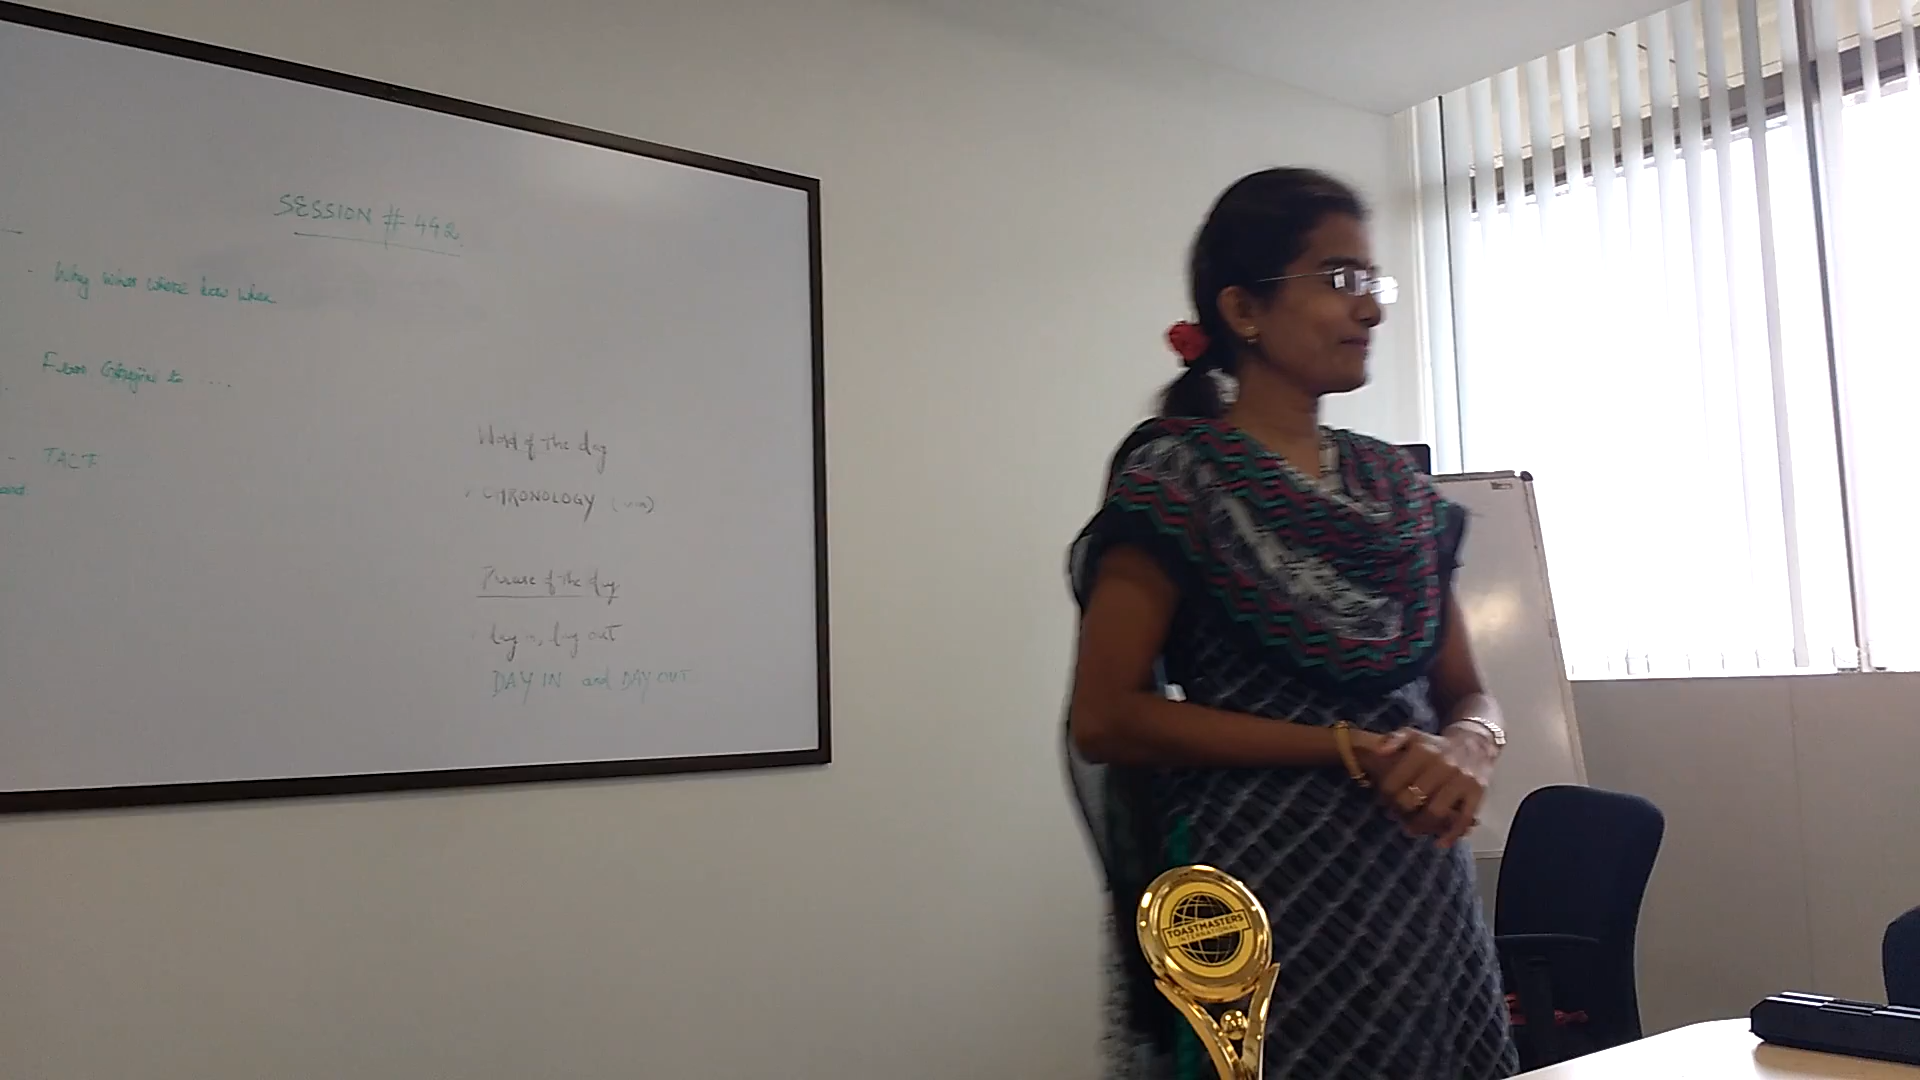 SESSION # 442
Why what where how when
From to ....
- TACT
Word of the day
CHRONOLOGY
Phrase of the day
day in, day out
DAY IN and DAY OUT
TOASTMASTERS
INTERNATIONAL